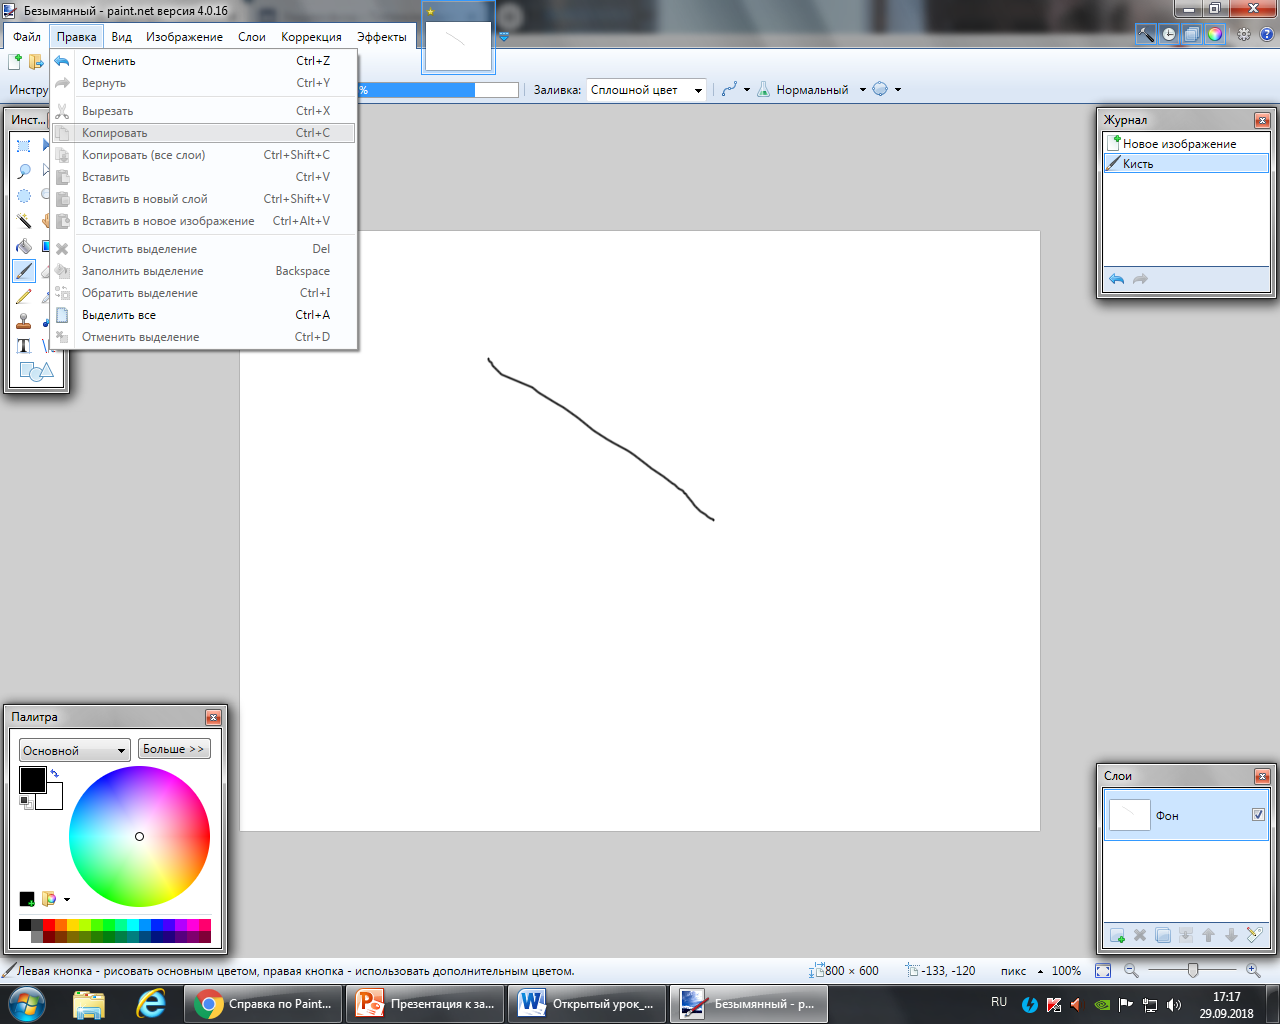 Безымянный - paint.net версия 4.0.16
Файл Правка Вид Изображение Слои Коррекция Эффекты
Отменить Ctrl+Z
Вернуть Ctrl+Y
Вырезать Ctrl+X
Копировать Ctrl+C
Копировать (все слои) Ctrl+Shift+C
Вставить Ctrl+V
Вставить в новый слой Ctrl+Shift+V
Вставить в новое изображение Ctrl+Alt+V
Очистить выделение Del
Заполнить выделение Backspace
Обратить выделение Ctrl+I
Выделить все Ctrl+A
Отменить выделение Ctrl+D
Инстру % Заливка: Сплошной цвет Нормальный
Инст...
Журнал
Новое изображение
Кисть
Палитра
Основной Больше >>
Слои
Фон
Левая кнопка - рисовать основным цветом, правая кнопка - использовать дополнительным цветом. 800 × 600 -133, -120 пикс 100%
Справка по Paint... Презентация к за... Открытый урок_... Безымянный - p... RU 17:17
29.09.2018